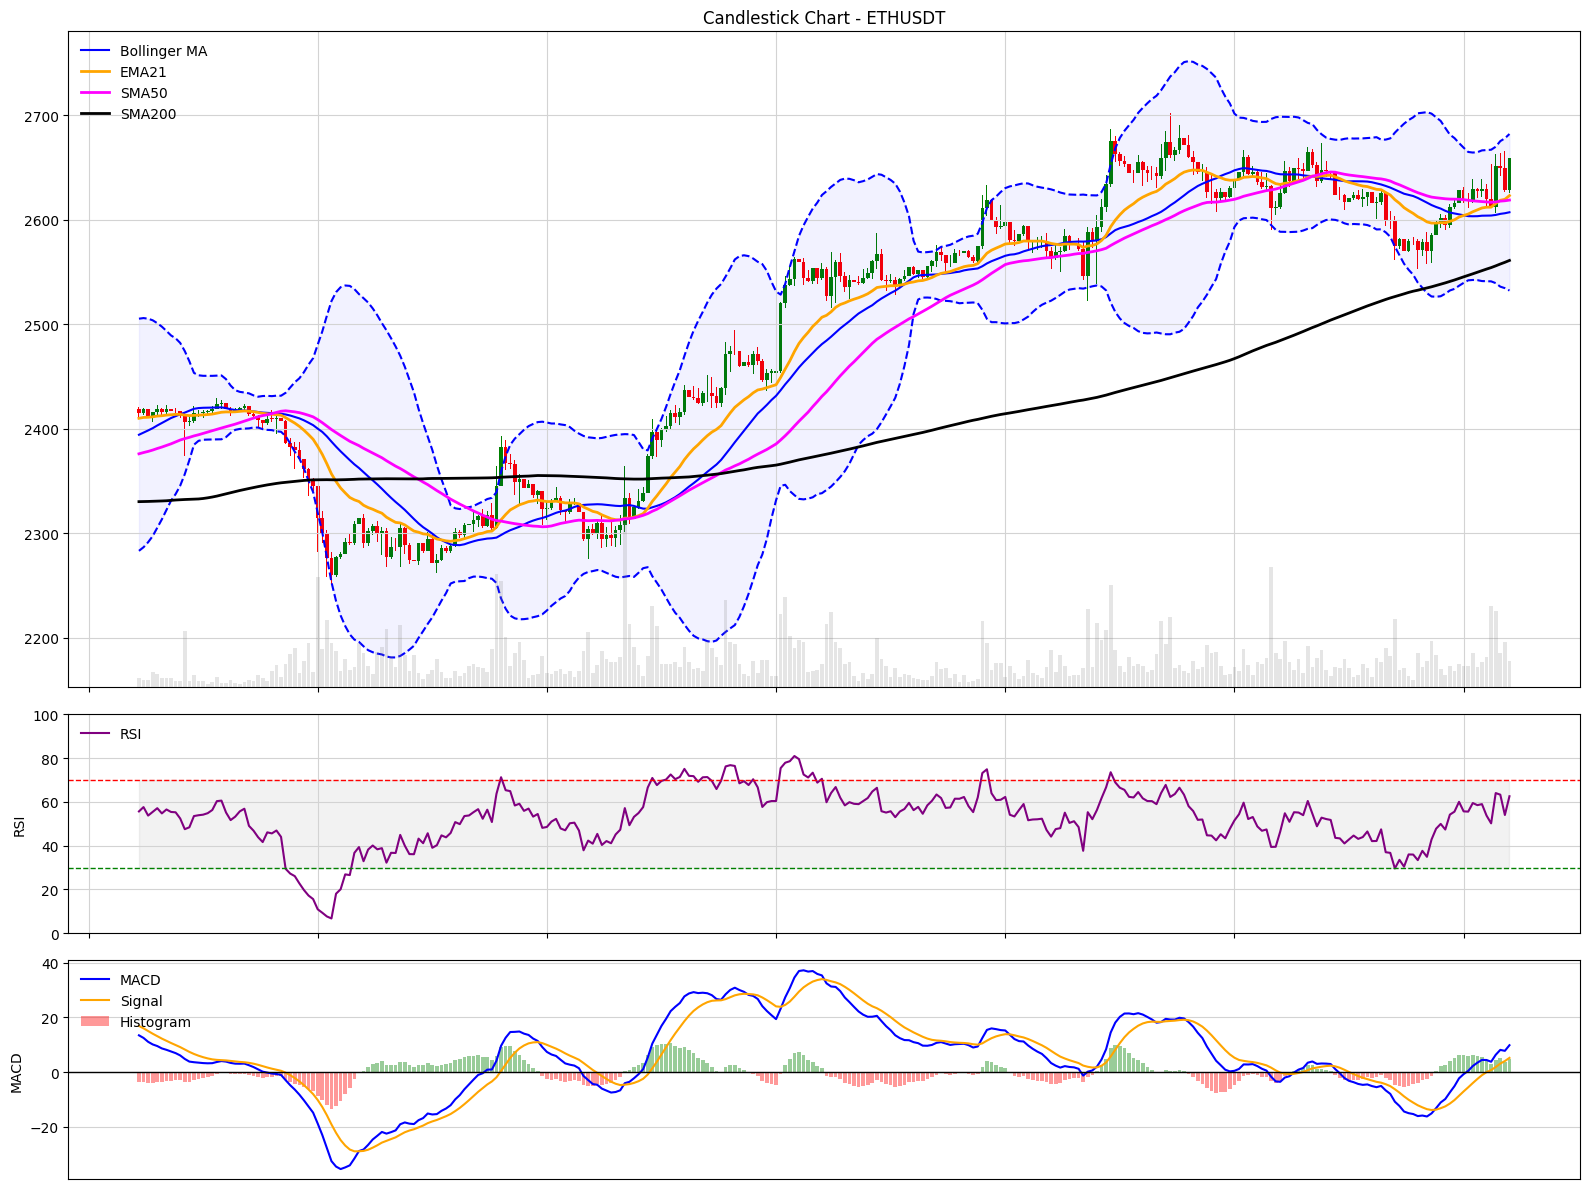 Candlestick Chart - ETHUSDT
Bollinger MA
EMA21
SMA50
SMA200
2700
2600
2500
2400
2300
2200
RSI
100
80
60
40
20
0
RSI
MACD
Signal
Histogram
40
20
0
−20
MACD